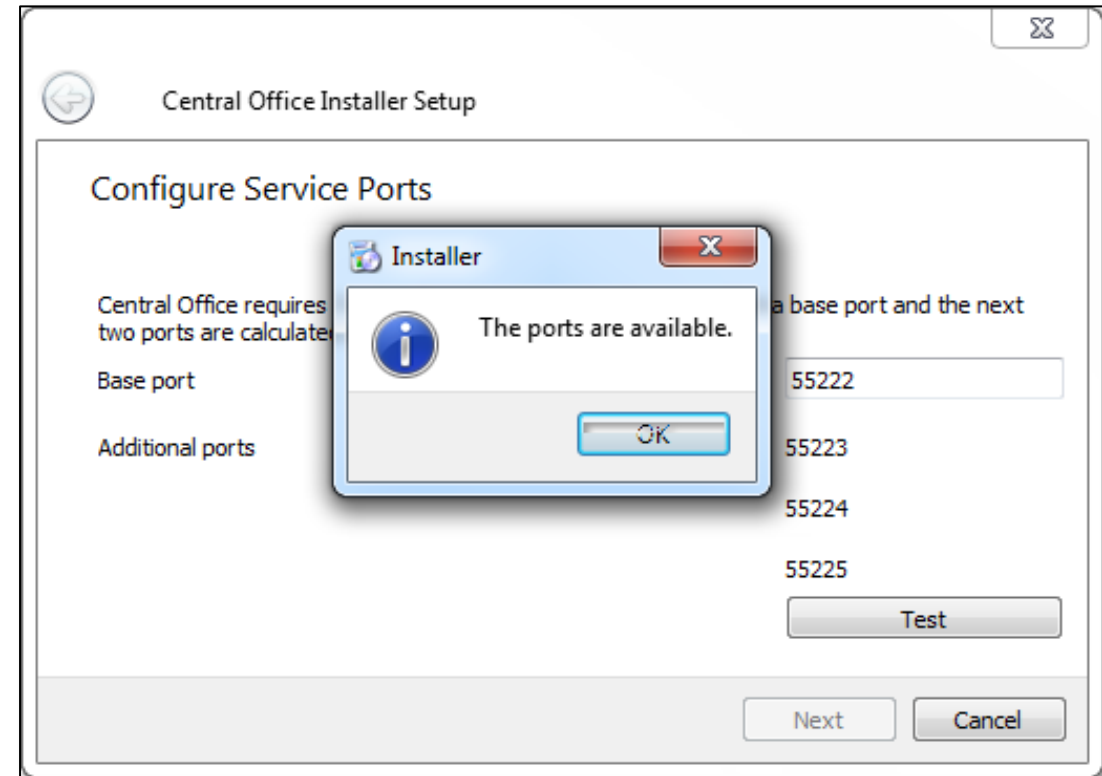 Central Office Installer Setup
Configure Service Ports
Installer
Central Office requires
a base port and the next
two ports are calculate
The ports are available.
Base port
55222
OK
Additional ports
55223
55224
55225
Test
Next
Cancel